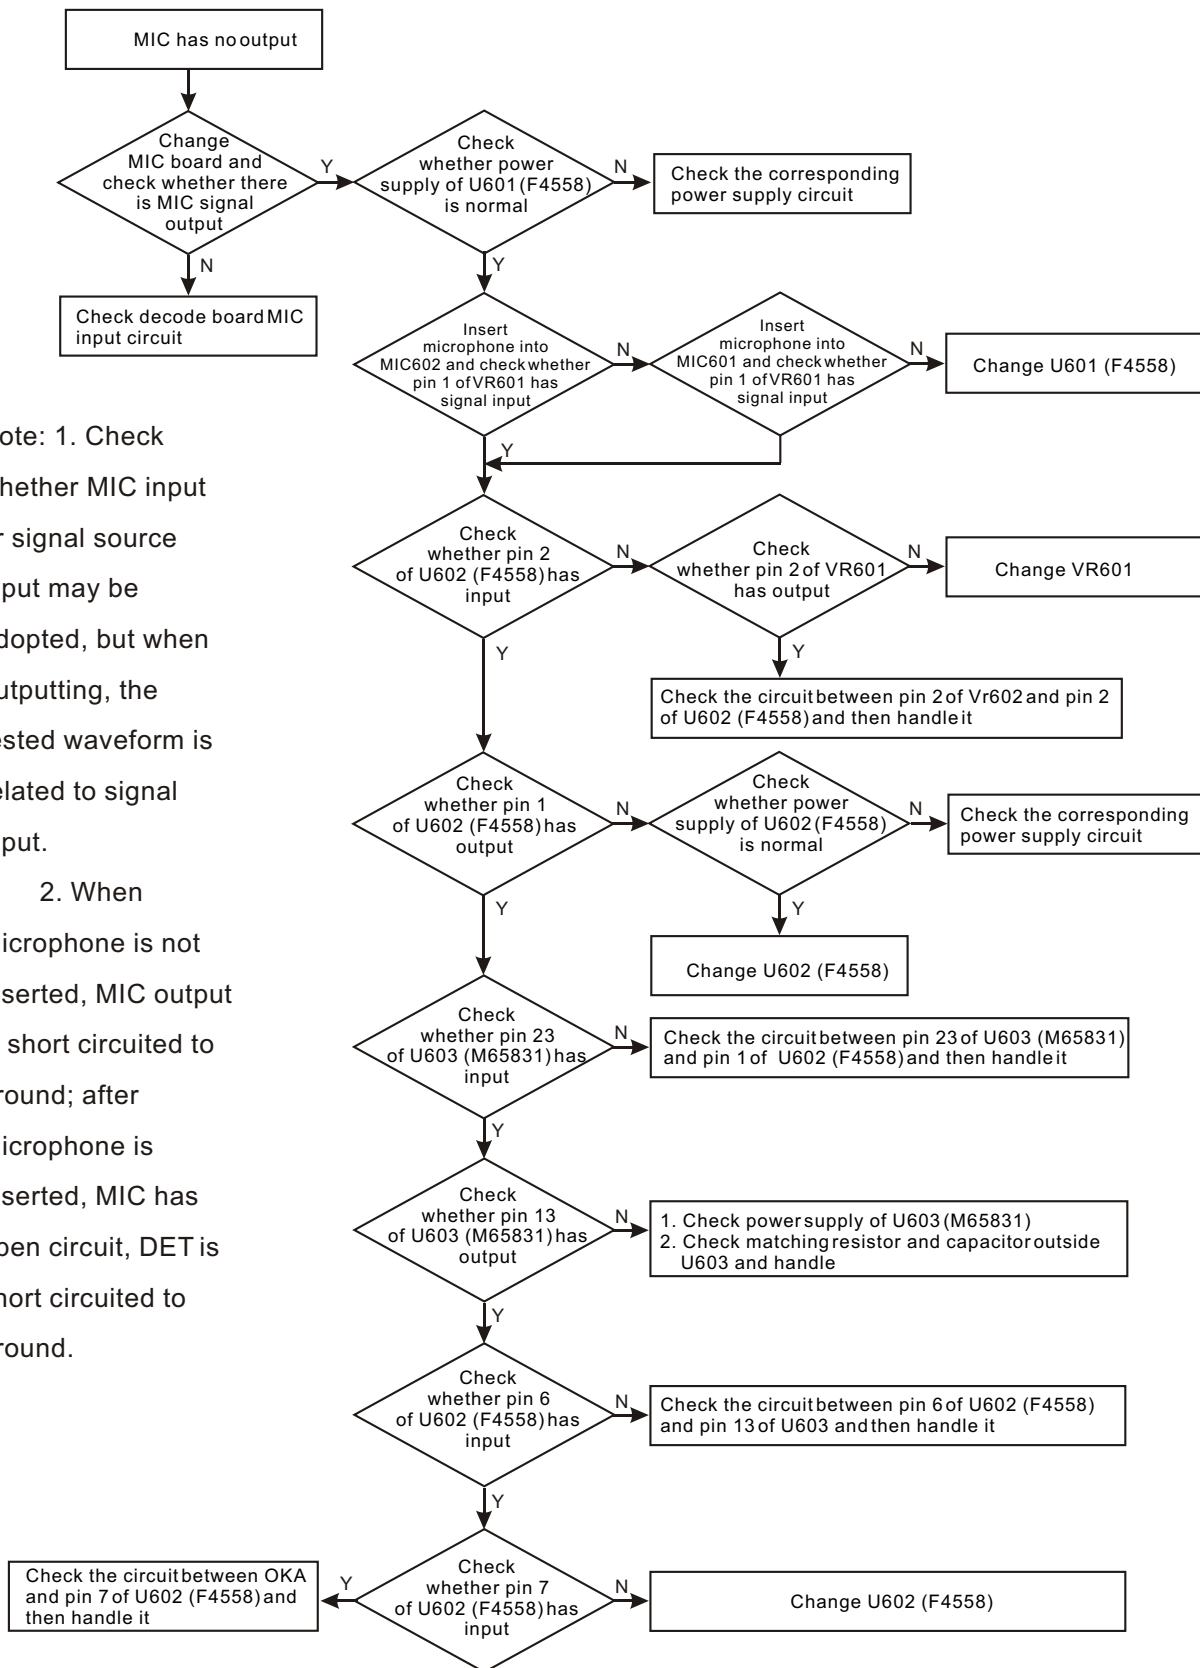 MIC has no output
Change
MIC board and
check whether there
is MIC signal
output
Y
N
Check decode board MIC
input circuit
Check
whether power
supply of U601 (F4558)
is normal
N
Check the corresponding
power supply circuit
Y
Insert
microphone into
MIC602 and check whether
pin 1 of VR601 has
signal input
N
Insert
microphone into
MIC601 and check whether
pin 1 of VR601 has
signal input
N
Change U601 (F4558)
Y
Check
whether pin 2
of U602 (F4558) has
input
N
Check
whether pin 2 of VR601
has output
N
Change VR601
Y
Check the circuit between pin 2 of Vr602 and pin 2
of U602 (F4558) and then handle it
Y
Check
whether pin 1
of U602 (F4558) has
output
N
Check
whether power
supply of U602 (F4558)
is normal
N
Check the corresponding
power supply circuit
Y
Change U602 (F4558)
Y
Check
whether pin 23
of U603 (M65831) has
input
N
Check the circuit between pin 23 of U603 (M65831)
and pin 1 of U602 (F4558) and then handle it
Y
Check
whether pin 13
of U603 (M65831) has
output
N
1. Check power supply of U603 (M65831)
2. Check matching resistor and capacitor outside
U603 and handle
Y
Check
whether pin 6
of U602 (F4558) has
input
N
Check the circuit between pin 6 of U602 (F4558)
and pin 13 of U603 and then handle it
Y
Check
whether pin 7
of U602 (F4558) has
input
N
Change U602 (F4558)
Y
Check the circuit between OKA
and pin 7 of U602 (F4558) and
then handle it
ote: 1. Check
hether MIC input
r signal source
put may be
dopted, but when
utputting, the
ested waveform is
elated to signal
put.
2. When
icrophone is not
serted, MIC output
short circuited to
round; after
icrophone is
serted, MIC has
pen circuit, DET is
hort circuited to
round.